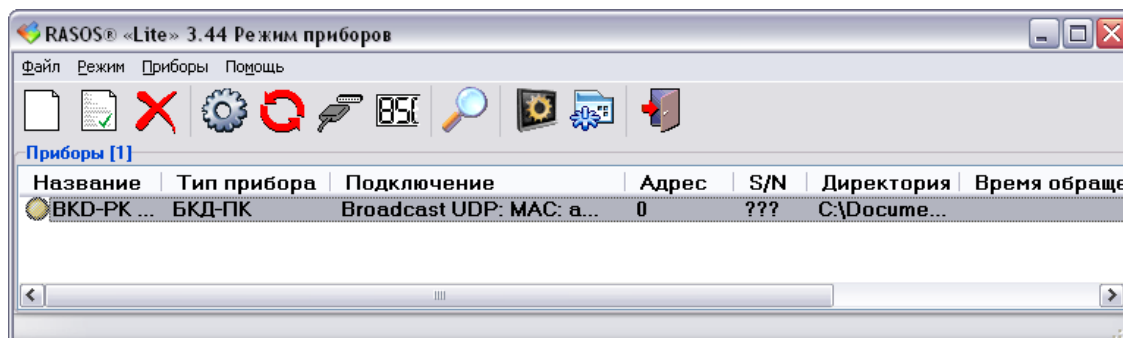 RASOS® «Lite» 3.44 Режим приборов
Файл Режим Приборы Помощь
850
Приборы [1]
Название Тип прибора Подключение Адрес S/N Директория Время обраще
BKD-PK ... БКД-ПК Broadcast UDP: MAC: a... 0 ??? C:\Docume...